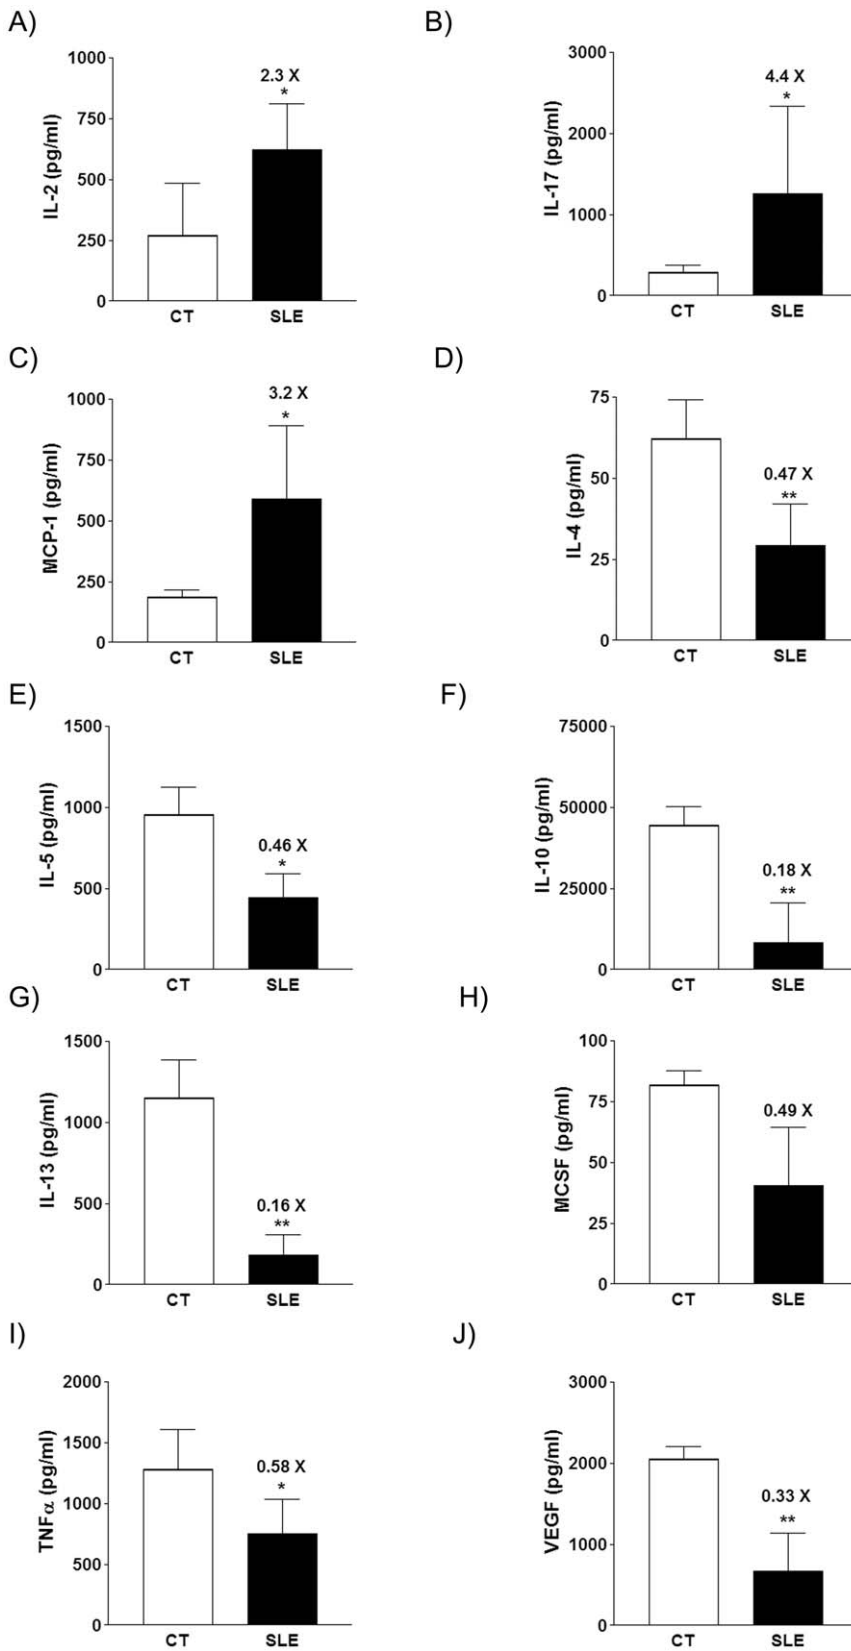 A)
1000
750
500
250
0
IL-2 (pg/ml)
2.3 X
*
CT SLE
B)
3000
2000
1000
0
IL-17 (pg/ml)
4.4 X
*
CT SLE
C)
1000
750
500
250
0
MCP-1 (pg/ml)
3.2 X
*
CT SLE
D)
75
50
25
0
IL-4 (pg/ml)
0.47 X
**
CT SLE
E)
1500
1000
500
0
IL-5 (pg/ml)
0.46 X
*
CT SLE
F)
75000
50000
25000
0
IL-10 (pg/ml)
0.18 X
**
CT SLE
G)
1500
1000
500
0
IL-13 (pg/ml)
0.16 X
**
CT SLE
H)
100
75
50
25
0
MCSF (pg/ml)
0.49 X
CT SLE
I)
2000
1500
1000
500
0
TNFα (pg/ml)
0.58 X
*
CT SLE
J)
3000
2000
1000
0
VEGF (pg/ml)
0.33 X
**
CT SLE